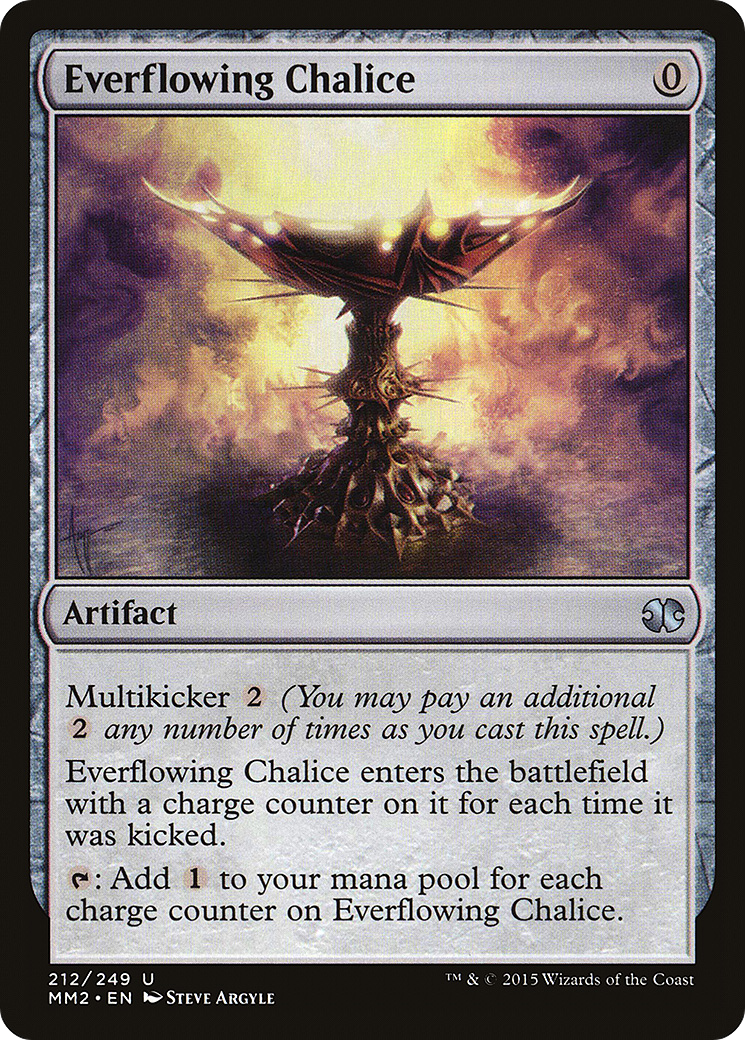 Everflowing Chalice 0
Artifact
Multikicker 2 (You may pay an additional
2 any number of times as you cast this spell.)
Everflowing Chalice enters the battlefield
with a charge counter on it for each time it
was kicked.
: Add 1 to your mana pool for each
charge counter on Everflowing Chalice.
212/249 U
™ & © 2015 Wizards of the Coast
MM2 • EN Steve Argyle